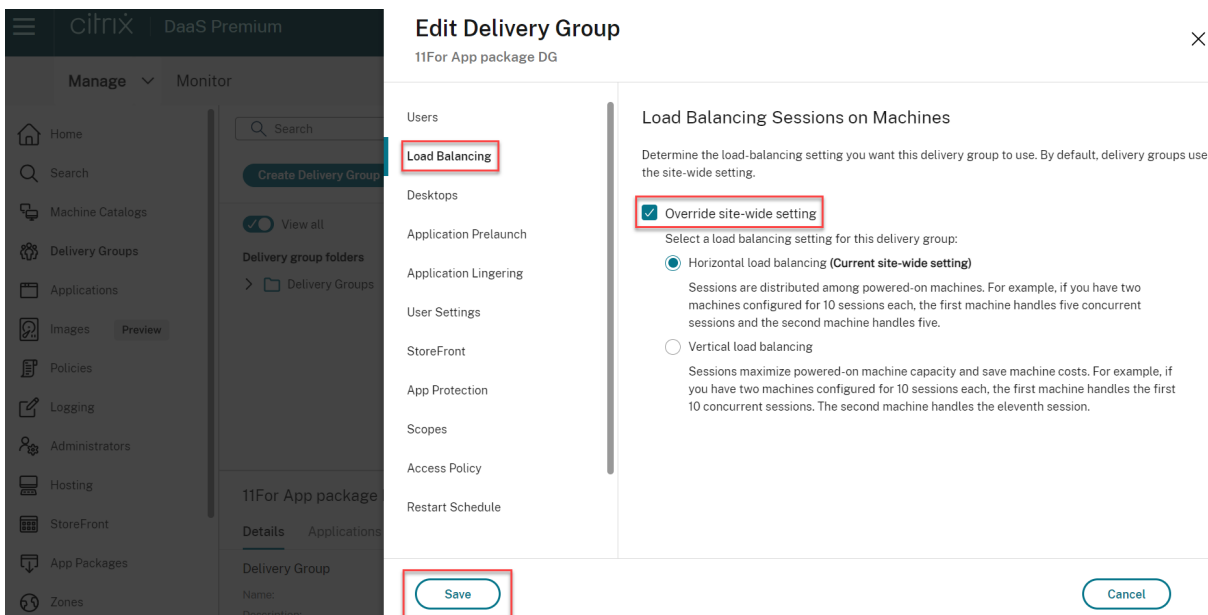 citrix DaaS Premium
Manage Monitor
Home
Search
Machine Catalogs
Delivery Groups
Applications
Images Preview
Policies
Logging
Administrators
Hosting
StoreFront
App Packages
Zones
Search
Create Delivery Group
View all
Delivery group folders
Delivery Groups
11For App package
Details Applications
Delivery Group
Name:
Description:
Edit Delivery Group
11For App package DG
Users
Load Balancing
Desktops
Application Prelaunch
Application Lingering
User Settings
StoreFront
App Protection
Scopes
Access Policy
Restart Schedule
Load Balancing Sessions on Machines
Determine the load-balancing setting you want this delivery group to use. By default, delivery groups use
the site-wide setting.
Override site-wide setting
Select a load balancing setting for this delivery group:
Horizontal load balancing (Current site-wide setting)
Sessions are distributed among powered-on machines. For example, if you have two
machines configured for 10 sessions each, the first machine handles five concurrent
sessions and the second machine handles five.
Vertical load balancing
Sessions maximize powered-on machine capacity and save machine costs. For example, if
you have two machines configured for 10 sessions each, the first machine handles the first
10 concurrent sessions. The second machine handles the eleventh session.
Save
Cancel